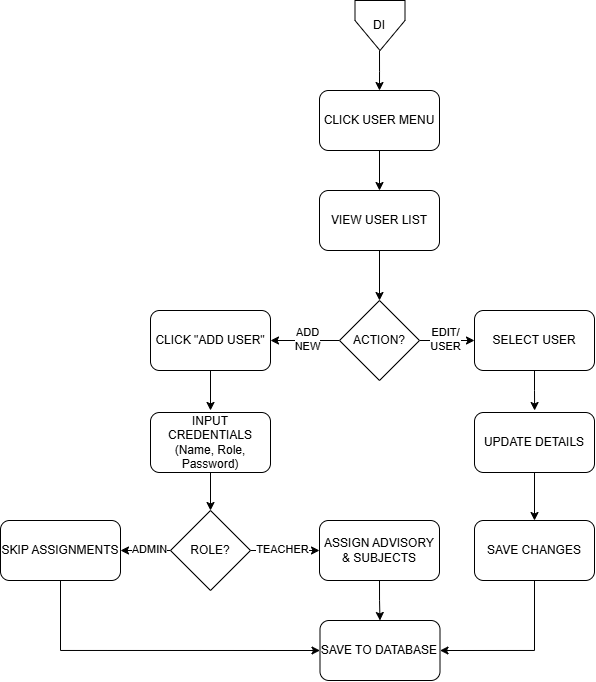 DI
CLICK USER MENU
VIEW USER LIST
CLICK "ADD USER"
ADD
NEW
ACTION?
EDIT/
USER
SELECT USER
INPUT
CREDENTIALS
(Name, Role,
Password)
UPDATE DETAILS
SKIP ASSIGNMENTS
ADMIN
ROLE?
TEACHER
ASSIGN ADVISORY
& SUBJECTS
SAVE CHANGES
SAVE TO DATABASE